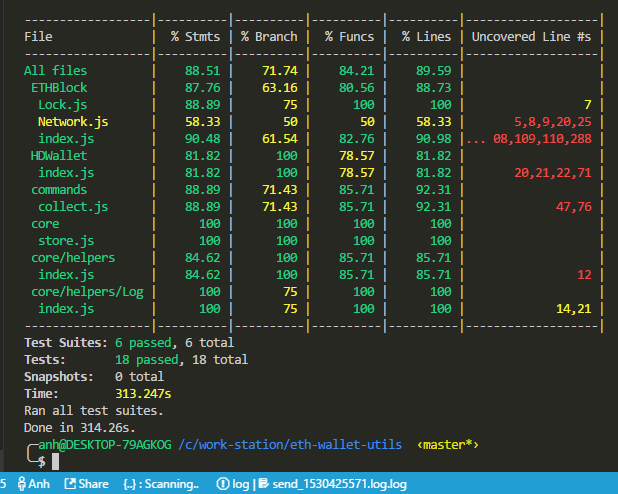 --------------------|----------|----------|----------|----------|-------------------|
File                |  % Stmts | % Branch |  % Funcs |  % Lines | Uncovered Line #s |
--------------------|----------|----------|----------|----------|-------------------|
All files           |    88.51 |    71.74 |    84.21 |    89.59 |                   |
 ETHBlock           |    87.76 |    63.16 |    80.56 |    88.73 |                   |
  Lock.js           |    88.89 |       75 |      100 |      100 |                 7 |
  Network.js        |    58.33 |       50 |       50 |    58.33 |       5,8,9,20,25 |
  index.js          |    90.48 |    61.54 |    82.76 |    90.98 |... 08,109,110,288 |
 HDWallet           |    81.82 |      100 |    78.57 |    81.82 |                   |
  index.js          |    81.82 |      100 |    78.57 |    81.82 |       20,21,22,71 |
 commands           |    88.89 |    71.43 |    85.71 |    92.31 |                   |
  collect.js        |    88.89 |    71.43 |    85.71 |    92.31 |             47,76 |
 core               |      100 |      100 |      100 |      100 |                   |
  store.js          |      100 |      100 |      100 |      100 |                   |
 core/helpers       |    84.62 |      100 |    85.71 |    85.71 |                   |
  index.js          |    84.62 |      100 |    85.71 |    85.71 |                12 |
 core/helpers/Log   |      100 |       75 |      100 |      100 |                   |
  index.js          |      100 |       75 |      100 |      100 |             14,21 |
--------------------|----------|----------|----------|----------|-------------------|
Test Suites: 6 passed, 6 total
Tests:       18 passed, 18 total
Snapshots:   0 total
Time:        313.247s
Ran all test suites.
Done in 314.26s.
╭─anh@DESKTOP-79AGKOG /c/work-station/eth-wallet-utils  ‹master*›
╰─$
5 Anh Share {..} : Scanning.. log | send_1530425571.log.log